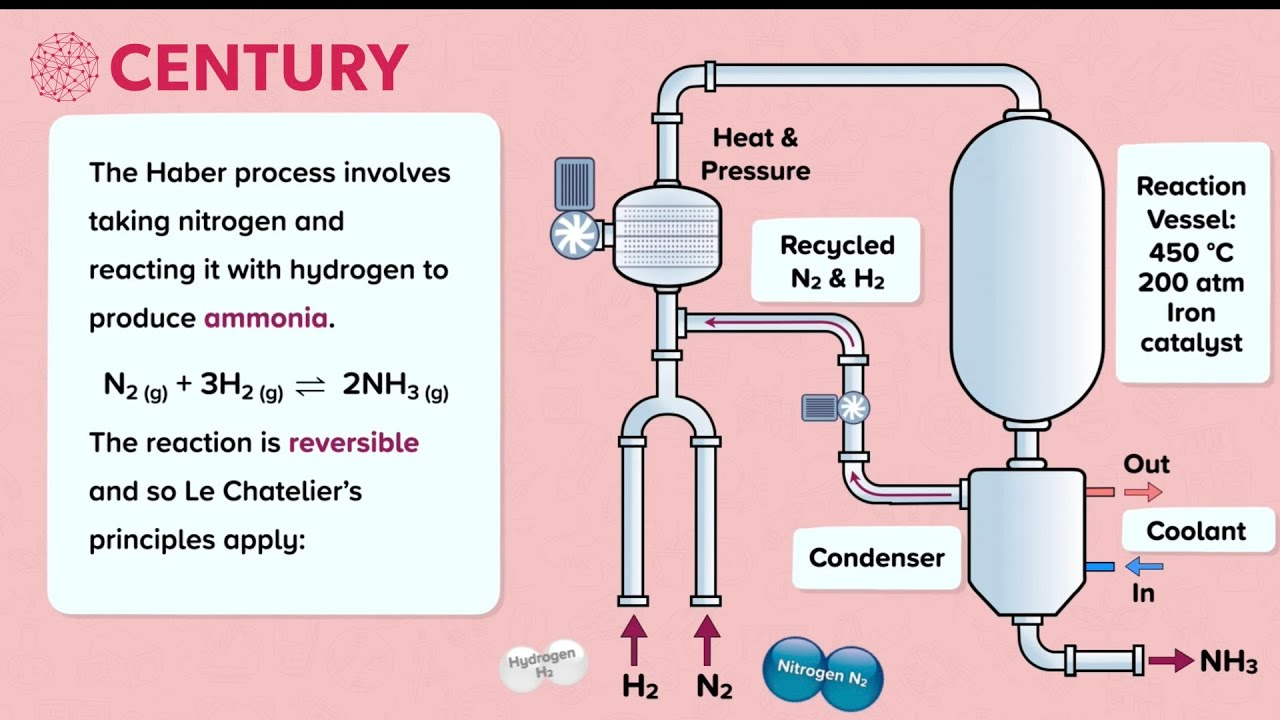 CENTURY
The Haber process involves
taking nitrogen and
reacting it with hydrogen to
produce ammonia.
N₂ (g) + 3H₂ (g) ⇌ 2NH₃ (g)
The reaction is reversible
and so Le Chatelier's
principles apply:
Heat &
Pressure
Recycled
N₂ & H₂
Reaction
Vessel:
450 °C
200 atm
Iron
catalyst
Out
Coolant
In
Condenser
Hydrogen
H₂
H₂
N₂
Nitrogen N₂
NH₃